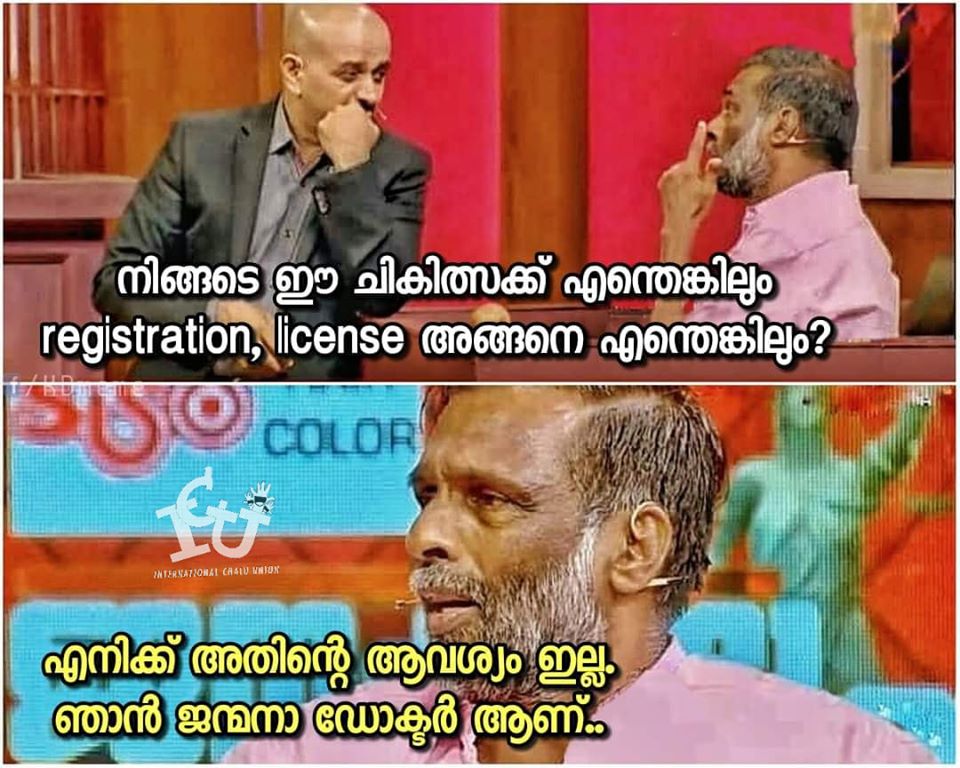 നിങ്ങടെ ഈ ചികിത്സക്ക് എന്തെങ്കിലും
registration, license അങ്ങനെ എന്തെങ്കിലും?
COLOR
ICU
INTERNATIONAL CHALU UNION
എനിക്ക് അതിന്റെ ആവശ്യം ഇല്ല.
ഞാൻ ജന്മനാ ഡോക്ടർ ആണ്..